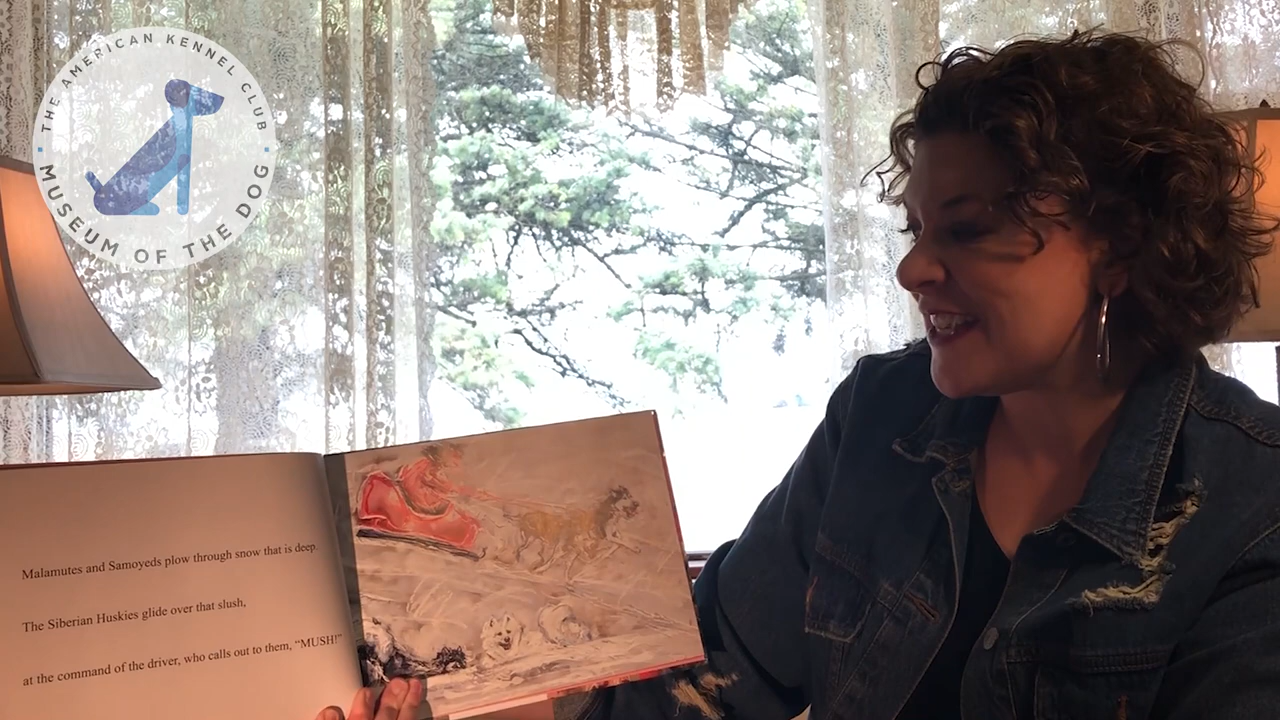 THE AMERICAN KENNEL CLUB
MUSEUM OF THE DOG
Malamutes and Samoyeds plow through snow that is deep.
The Siberian Huskies glide over that slush,
at the command of the driver, who calls out to them, “MUSH!”